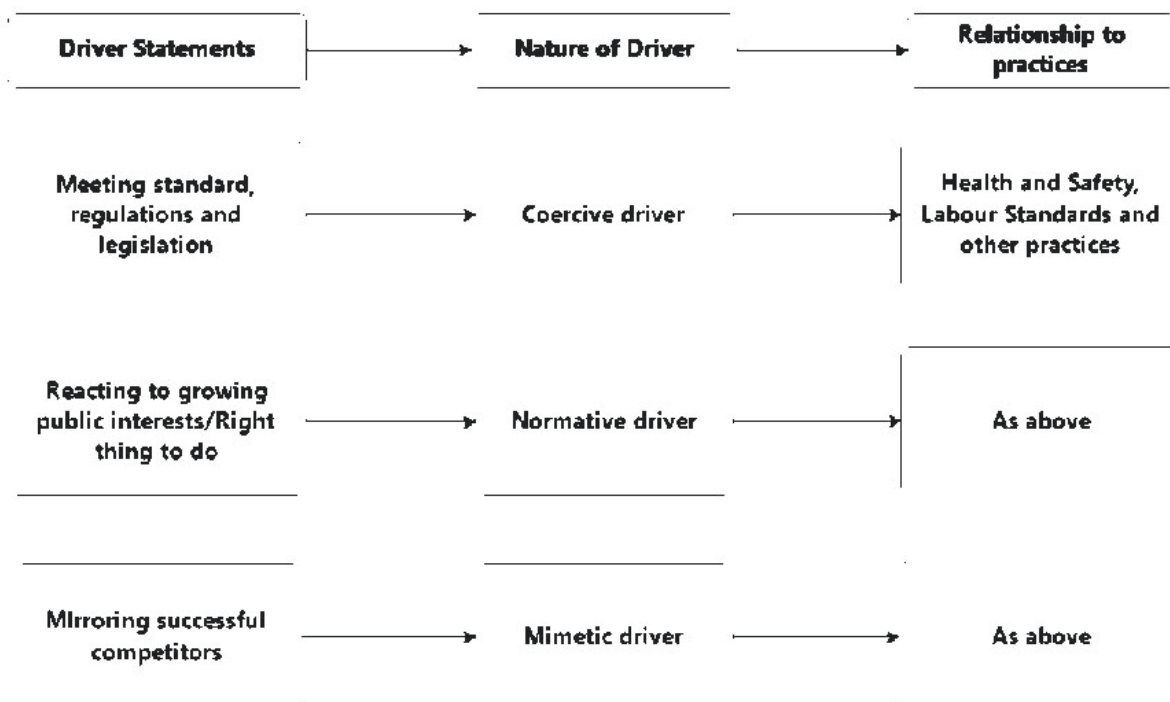 Driver Statements
Nature of Driver
Relationship to
practices
Meeting standard,
regulations and
legislation
Coercive driver
Health and Safety,
Labour Standards and
other practices
Reacting to growing
public interests/Right
thing to do
Normative driver
As above
MIrroring successful
competitors
Mimetic driver
As above